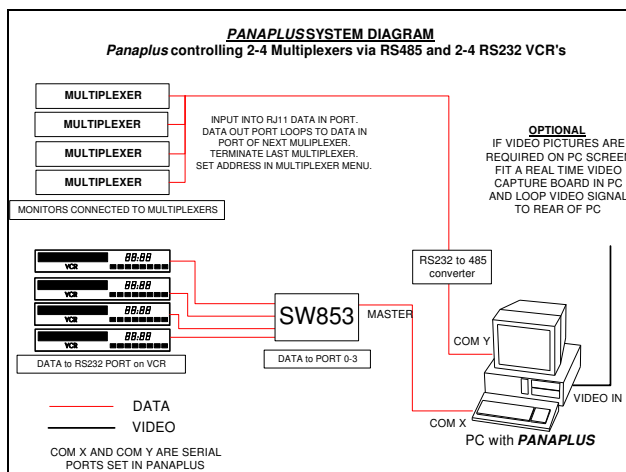 PANAPLUS SYSTEM DIAGRAM
Panaplus controlling 2-4 Multiplexers via RS485 and 2-4 RS232 VCR's
MULTIPLEXER
MULTIPLEXER
MULTIPLEXER
MULTIPLEXER
MONITORS CONNECTED TO MULTIPLEXERS
INPUT INTO RJ11 DATA IN PORT.
DATA OUT PORT LOOPS TO DATA IN
PORT OF NEXT MULIPLEXER.
TERMINATE LAST MULTIPLEXER.
SET ADDRESS IN MULTIPLEXER MENU.
OPTIONAL
IF VIDEO PICTURES ARE
REQUIRED ON PC SCREEN
FIT A REAL TIME VIDEO
CAPTURE BOARD IN PC
AND LOOP VIDEO SIGNAL
TO REAR OF PC
RS232 to 485
converter
88:88
VCR
88:88
VCR
88:88
VCR
88:88
VCR
DATA to RS232 PORT on VCR
SW853
MASTER
DATA to PORT 0-3
COM Y
VIDEO IN
COM X
PC with PANAPLUS
DATA
VIDEO
COM X AND COM Y ARE SERIAL
PORTS SET IN PANAPLUS